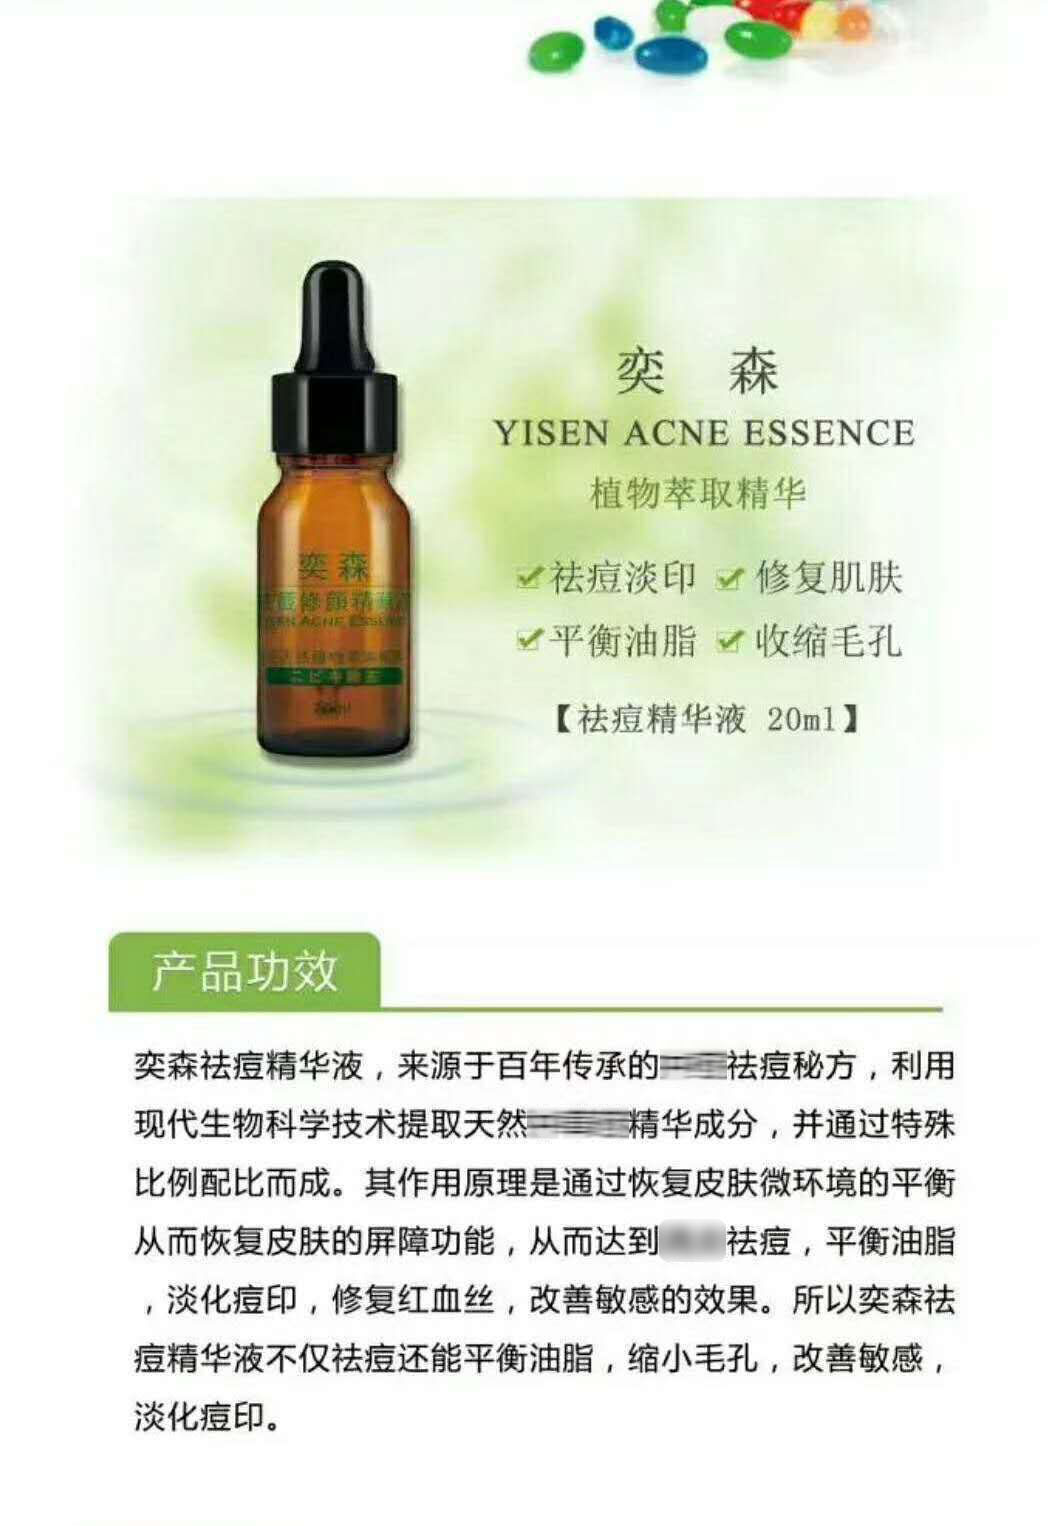 奕 森
YISEN ACNE ESSENCE
植物萃取精华
祛痘淡印 修复肌肤
平衡油脂 收缩毛孔
【祛痘精华液 20ml】
奕 森
修顏精華
ACNE ESSENCE
产品功效
奕森祛痘精华液，来源于百年传承的祛痘秘方，利用
现代生物科学技术提取天然精华成分，并通过特殊
比例配比而成。其作用原理是通过恢复皮肤微环境的平衡
从而恢复皮肤的屏障功能，从而达到祛痘，平衡油脂
，淡化痘印，修复红血丝，改善敏感的效果。所以奕森祛
痘精华液不仅祛痘还能平衡油脂，缩小毛孔，改善敏感，
淡化痘印。